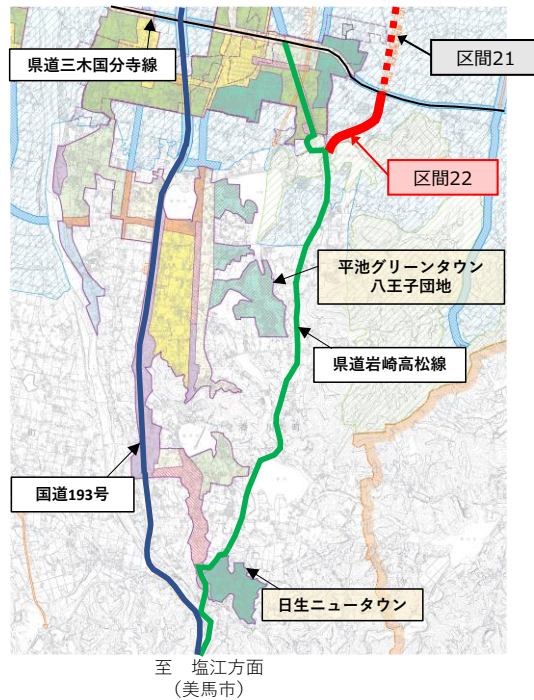 県道三木国分寺線
区間21
区間22
平池グリーンタウン
八王子団地
県道岩崎高松線
国道193号
日生ニュータウン
至　塩江方面
（美馬市）